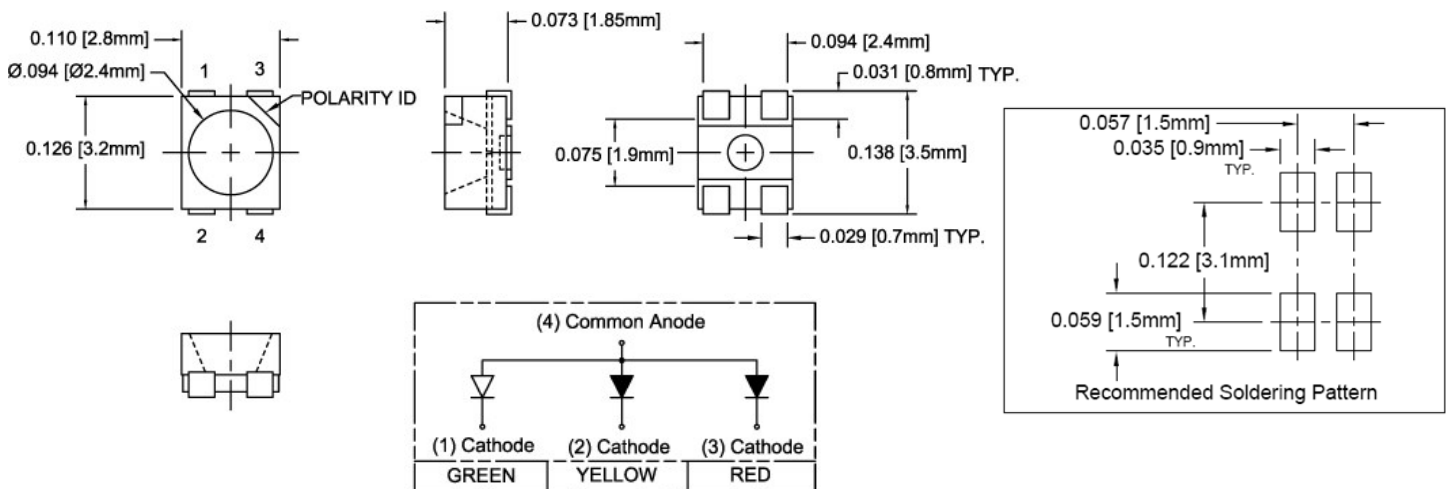 0.110 [2.8mm]
Ø.094 [Ø2.4mm]
1
3
POLARITY ID
0.126 [3.2mm]
2
4
0.073 [1.85mm]
0.094 [2.4mm]
0.031 [0.8mm] TYP.
0.075 [1.9mm]
0.138 [3.5mm]
0.029 [0.7mm] TYP.
0.057 [1.5mm]
0.035 [0.9mm]
TYP.
0.122 [3.1mm]
0.059 [1.5mm]
TYP.
Recommended Soldering Pattern
(4) Common Anode
(1) Cathode
(2) Cathode
(3) Cathode
GREEN
YELLOW
RED